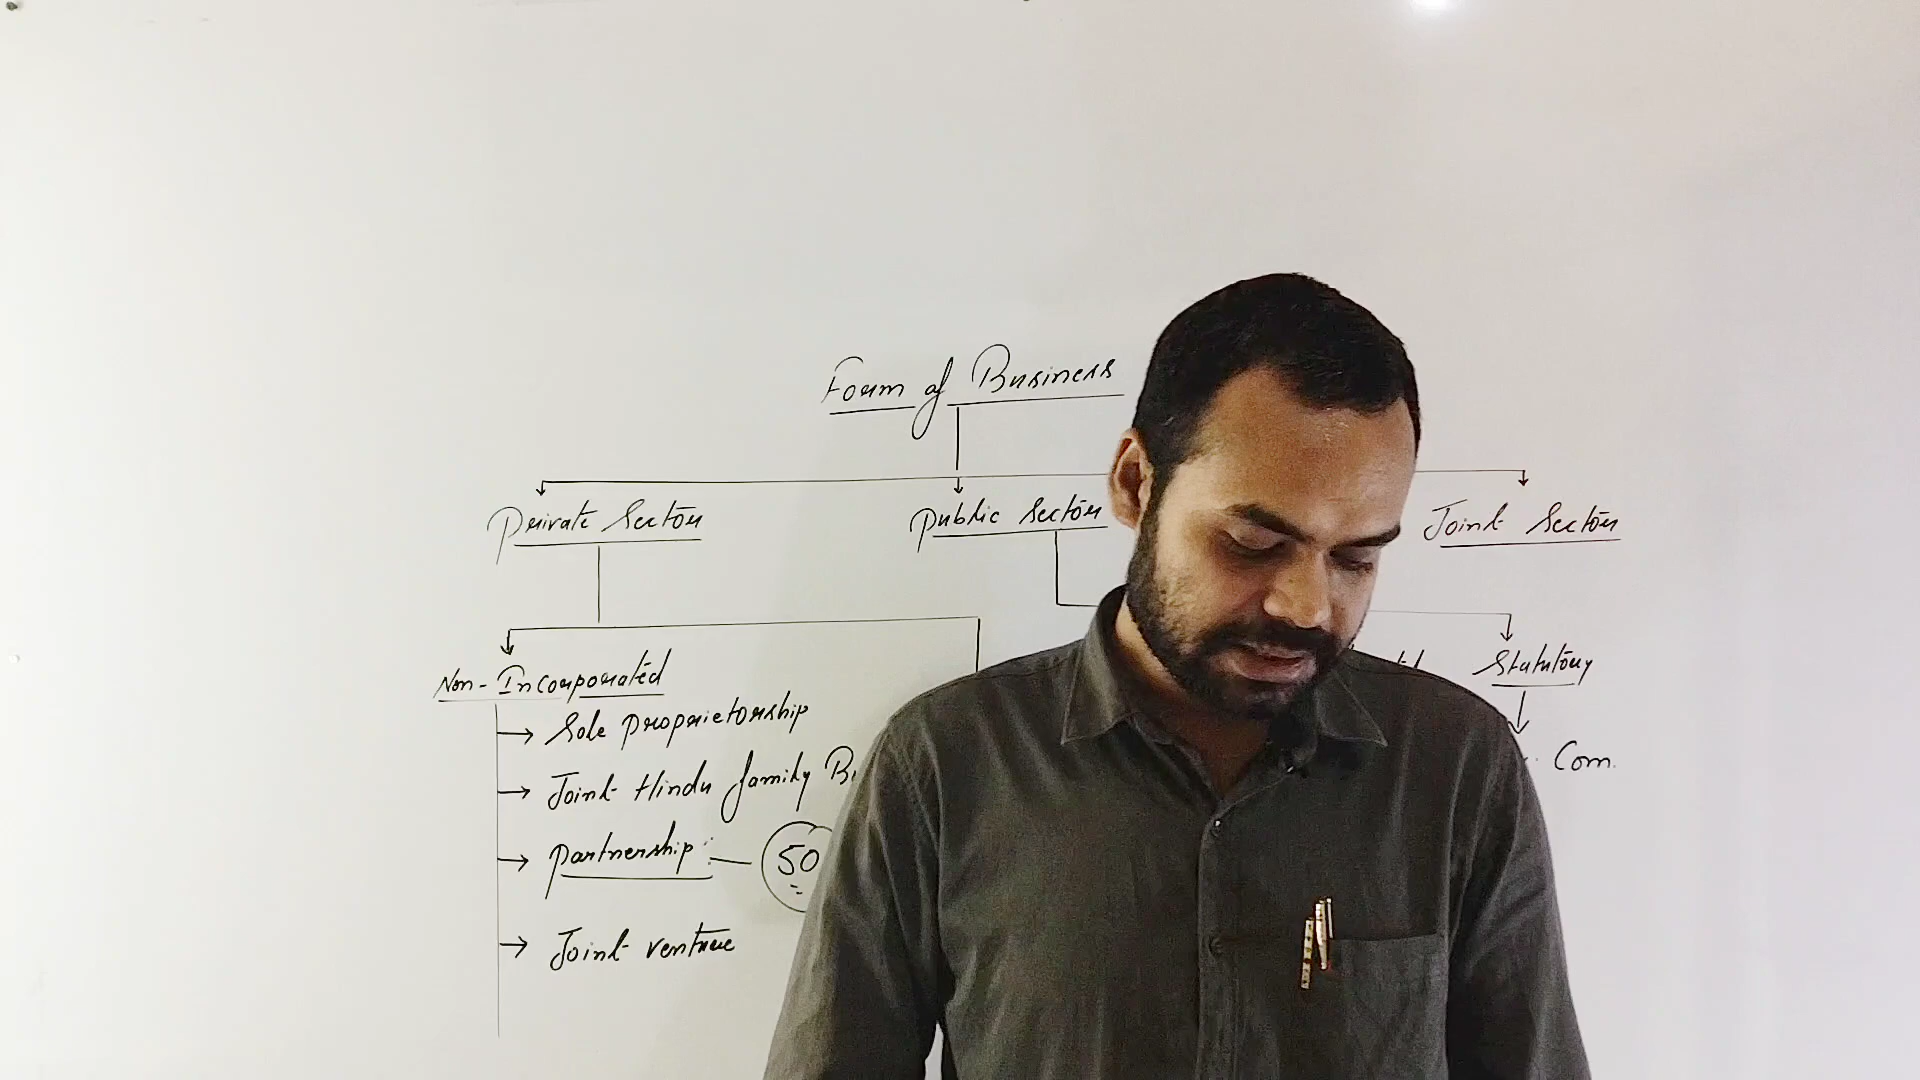 Form of Business
Private Sector
Public Sector
Joint Sector
Non-Incorporated
Statutory
Sole proprietorship
Com.
Joint Hindu family B
Partnership :- 50
Joint venture